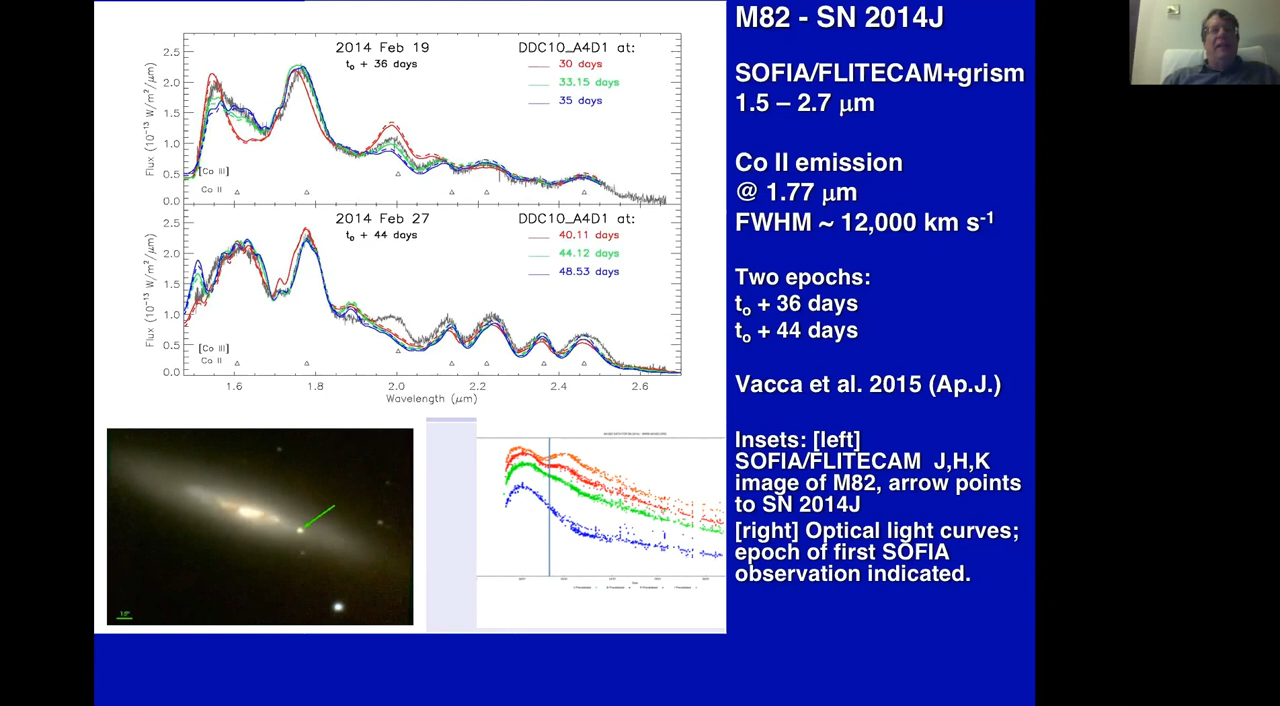 M82 - SN 2014J
SOFIA/FLITECAM+grism
1.5 – 2.7 μm
Co II emission
@ 1.77 μm
FWHM ~ 12,000 km s-1
Two epochs:
to + 36 days
to + 44 days
Vacca et al. 2015 (Ap.J.)
Insets: [left]
SOFIA/FLITECAM J,H,K
image of M82, arrow points
to SN 2014J
[right] Optical light curves;
epoch of first SOFIA
observation indicated.
2014 Feb 19
to + 36 days
DDC10_A4D1 at:
30 days
33.15 days
35 days
Flux (10-13 W/m2/μm)
2.5
2.0
1.5
1.0
0.5
0.0
[Co III]
Co II
2014 Feb 27
to + 44 days
DDC10_A4D1 at:
40.11 days
44.12 days
48.53 days
Flux (10-13 W/m2/μm)
2.5
2.0
1.5
1.0
0.5
0.0
[Co III]
Co II
1.6 1.8 2.0 2.2 2.4 2.6
Wavelength (μm)